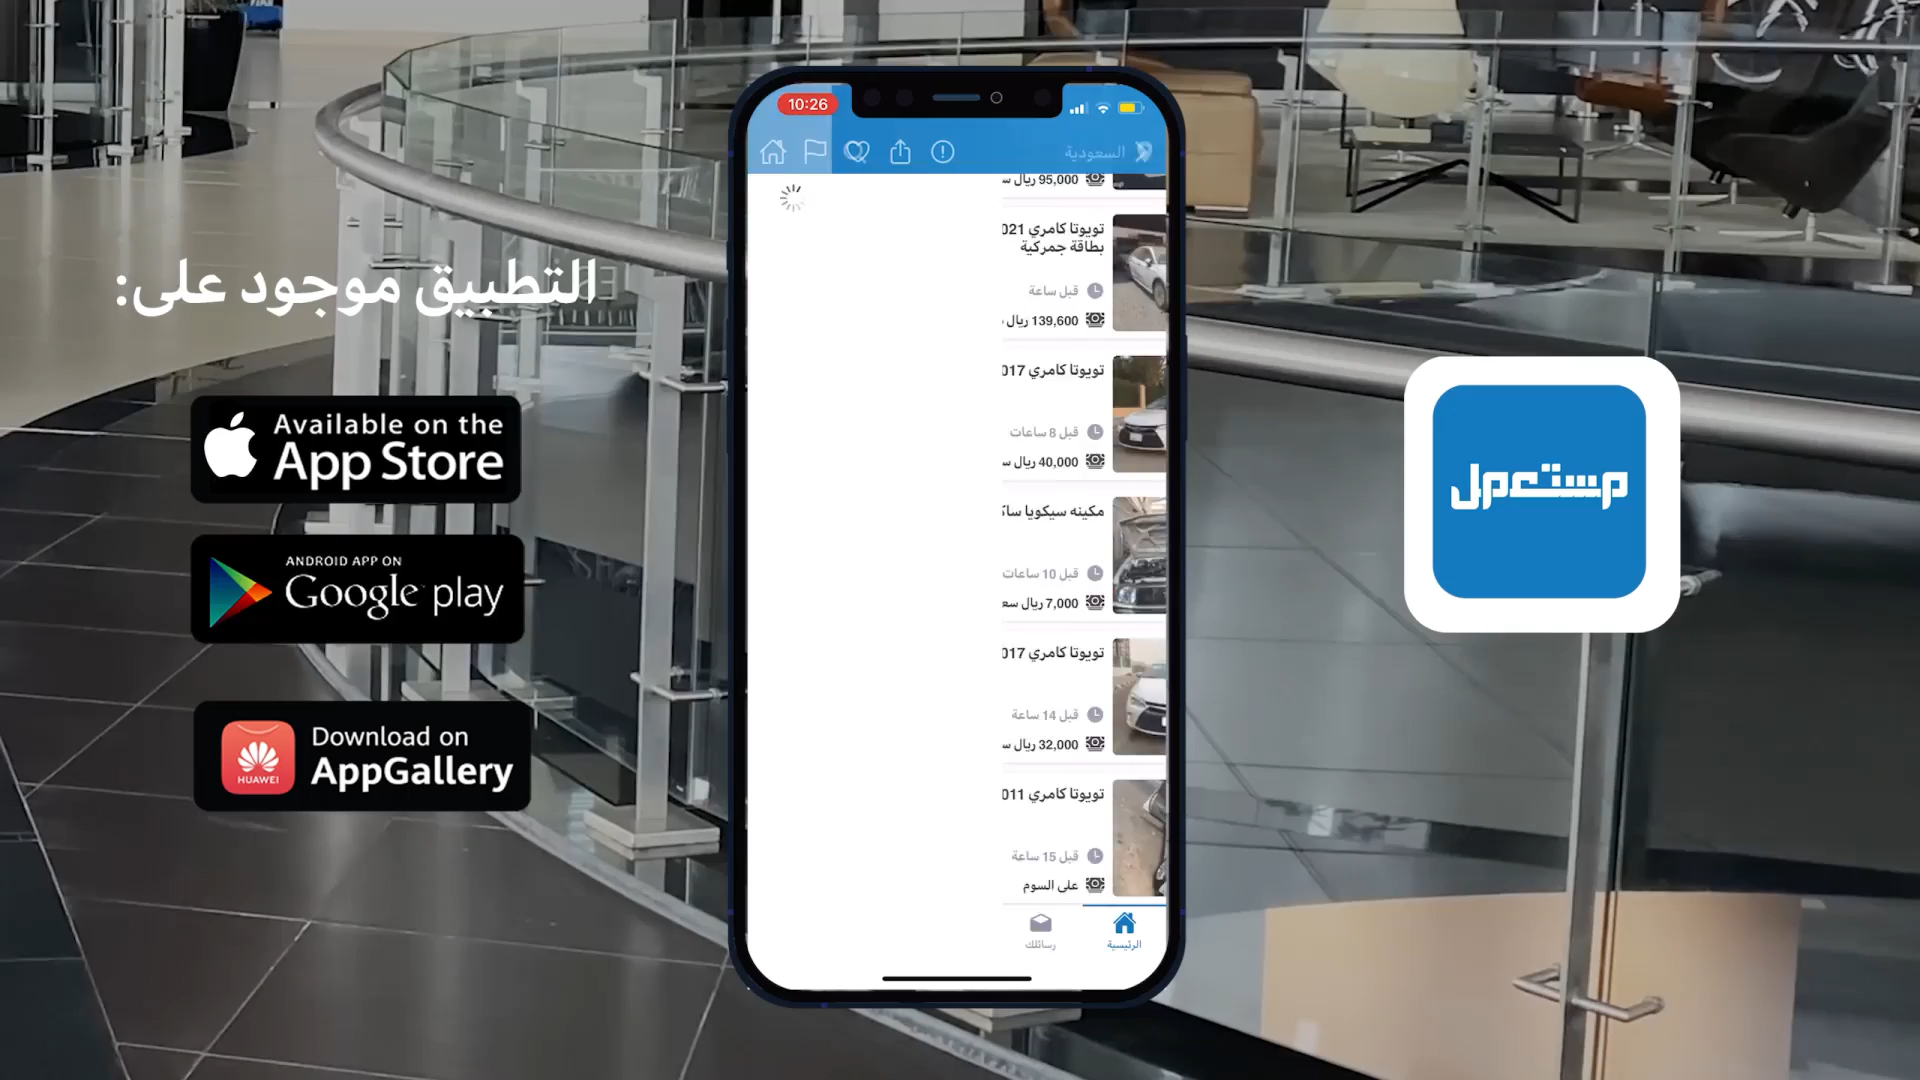 التطبيق موجود على:
Available on the
App Store
ANDROID APP ON
Google play
HUAWEI
Download on
AppGallery
10:26
السعودية
95,000 ريال
تويوتا كامري 021
بطاقة جمركية
قبل ساعة
139,600 ريال
تويوتا كامري 017
قبل 8 ساعات
40,000 ريال
مكينه سيكويا
قبل 10 ساعات
7,000 ريال
تويوتا كامري 017
قبل 14 ساعة
32,000 ريال
تويوتا كامري 011
قبل 15 ساعة
على السوم
الرئيسية
رسائلك
مستعمل